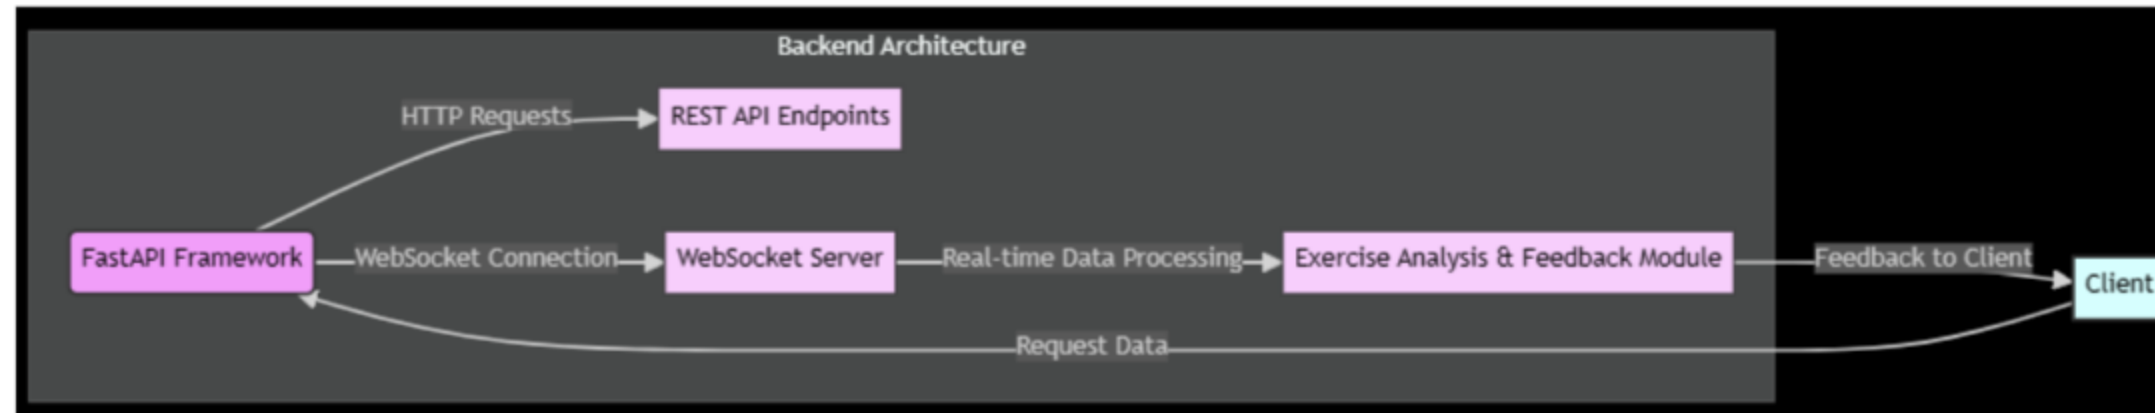 Backend Architecture
HTTP Requests
REST API Endpoints
FastAPI Framework
WebSocket Connection
WebSocket Server
Real-time Data Processing
Exercise Analysis & Feedback Module
Feedback to Client
Client
Request Data